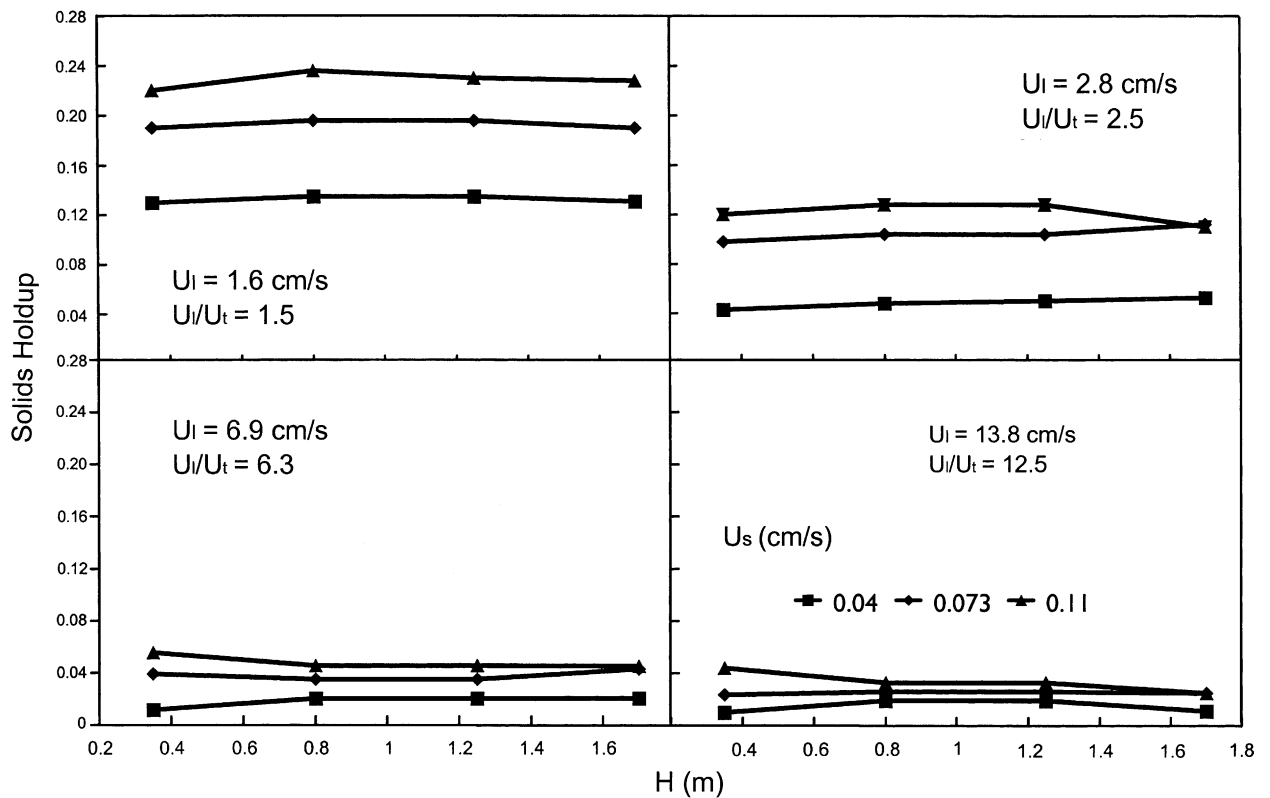 0.28
0.24
0.20
0.16
0.12
0.08
0.04
0.28
0.24
0.20
0.16
0.12
0.08
0.04
0
Solids Holdup
Ul = 1.6 cm/s
Ul/Ut = 1.5
Ul = 2.8 cm/s
Ul/Ut = 2.5
Ul = 6.9 cm/s
Ul/Ut = 6.3
Ul = 13.8 cm/s
Ul/Ut = 12.5
Us (cm/s)
0.04 0.073 0.11
0.2 0.4 0.6 0.8 1 1.2 1.4 1.6 0.4 0.6 0.8 1 1.2 1.4 1.6 1.8
H (m)